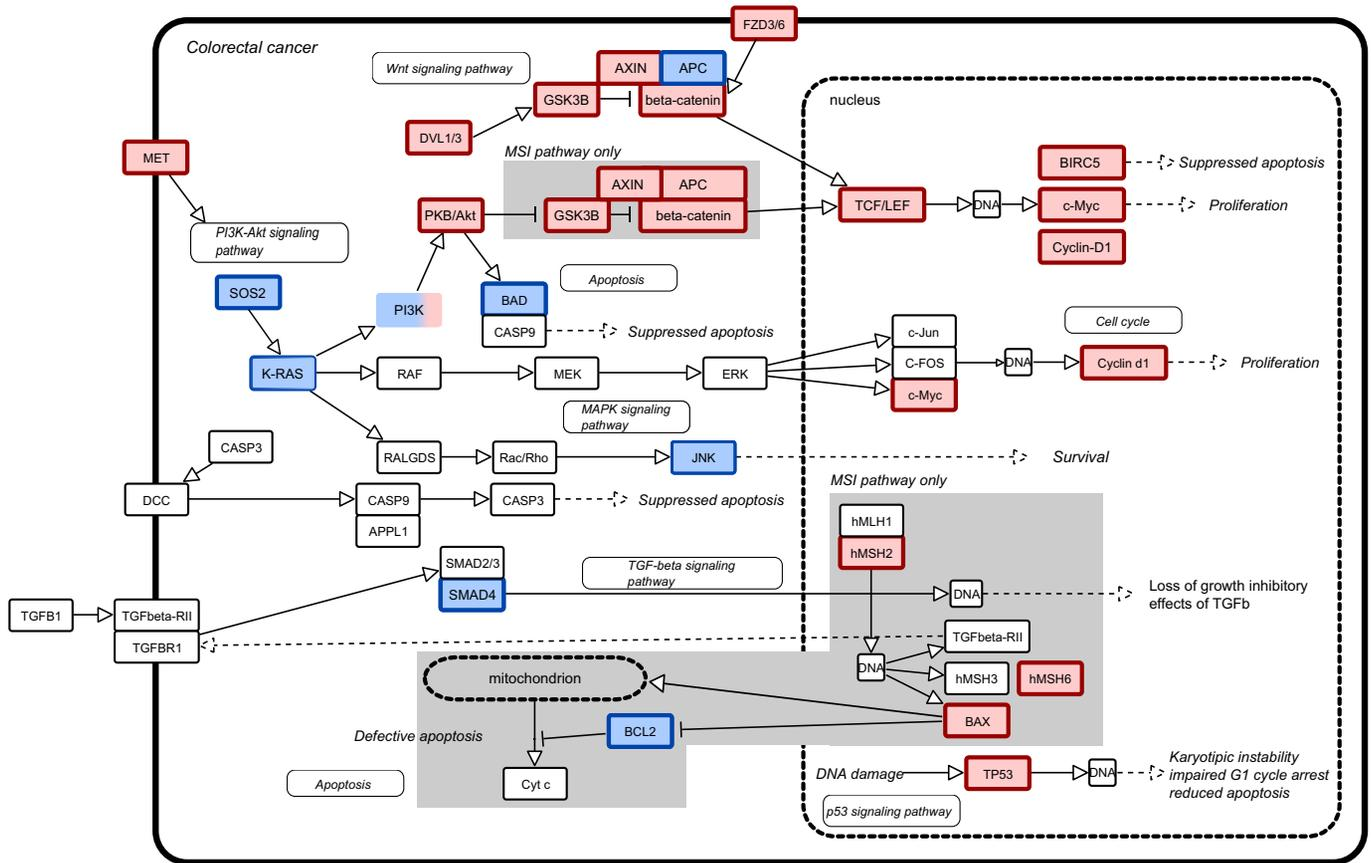 FZD3/6
Colorectal cancer
Wnt signaling pathway
AXIN
APC
GSK3B
beta-catenin
nucleus
DVL1/3
MET
MSI pathway only
AXIN
APC
PKB/Akt
GSK3B
beta-catenin
TCF/LEF
DNA
BIRC5
Suppressed apoptosis
c-Myc
Proliferation
Cyclin-D1
PI3K-Akt signaling
pathway
SOS2
PI3K
BAD
CASP9
Apoptosis
Suppressed apoptosis
K-RAS
RAF
MEK
ERK
c-Jun
C-FOS
c-Myc
DNA
Cell cycle
Cyclin d1
Proliferation
MAPK signaling
pathway
CASP3
RALGDS
Rac/Rho
JNK
Survival
DCC
CASP9
APPL1
CASP3
Suppressed apoptosis
MSI pathway only
hMLH1
hMSH2
SMAD2/3
SMAD4
TGF-beta signaling
pathway
DNA
Loss of growth inhibitory
effects of TGFb
TGFB1
TGFbeta-RII
TGFBR1
TGFbeta-RII
DNA
hMSH3
hMSH6
BAX
mitochondrion
BCL2
Defective apoptosis
Cyt c
Apoptosis
DNA damage
TP53
DNA
Karyotipic instability
impaired G1 cycle arrest
reduced apoptosis
p53 signaling pathway